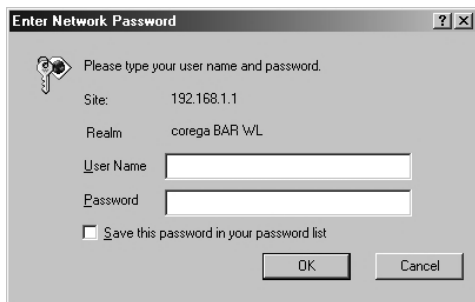 Enter Network Password
Please type your user name and password.
Site: 192.168.1.1
Realm corega BAR WL
User Name
Password
Save this password in your password list
OK Cancel